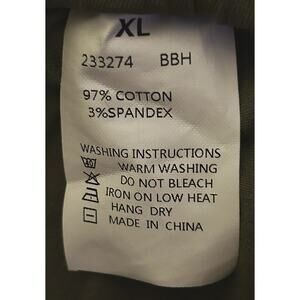 XL
233274 BBH
97% COTTON
3%SPANDEX
WASHING INSTRUCTIONS
WARM WASHING
DO NOT BLEACH
IRON ON LOW HEAT
HANG DRY
MADE IN CHINA